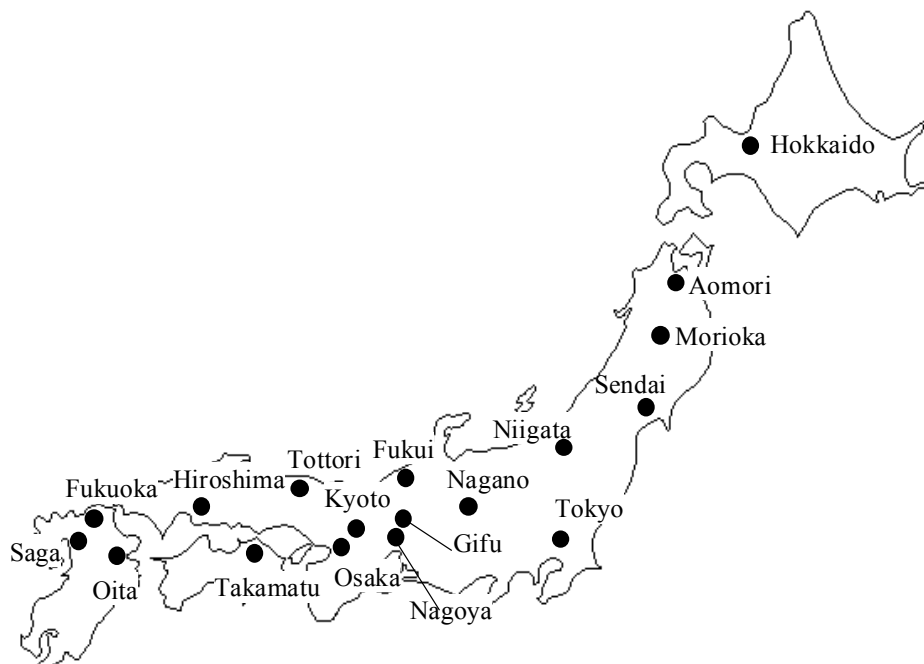 Hokkaido
Aomori
Morioka
Sendai
Niigata
Fukui
Tottori
Nagano
Hiroshima
Fukuoka
Kyoto
Tokyo
Gifu
Saga
Oita
Takamatu
Osaka
Nagoya